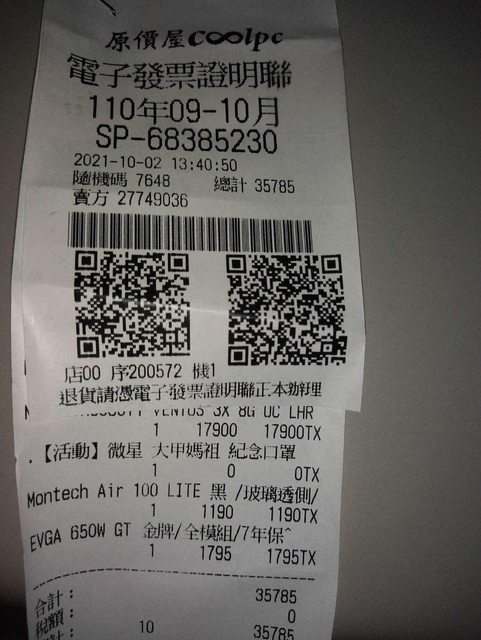 原價屋coolpc
電子發票證明聯
110年09-10月
SP-68385230
2021-10-02 13:40:50
隨機碼 7648 總計 35785
賣方 27749036
店00 序200572 機1
退貨請憑電子發票證明聯正本辦理
VENTUS 3X 8G OC LHR
1 17900 17900TX
.【活動】微星 大甲媽祖 紀念口罩
1 0 0TX
Montech Air 100 LITE 黑 /玻璃透側/
1 1190 1190TX
EVGA 650W GT 金牌/全模組/7年保^
1 1795 1795TX
合計： 35785
稅額： 0
10 35785